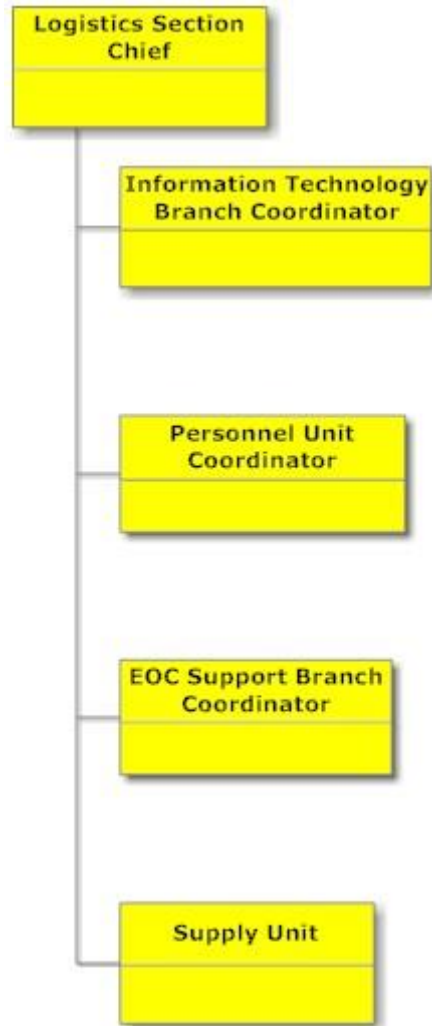 Logistics Section
Chief
Information Technology
Branch Coordinator
Personnel Unit
Coordinator
EOC Support Branch
Coordinator
Supply Unit